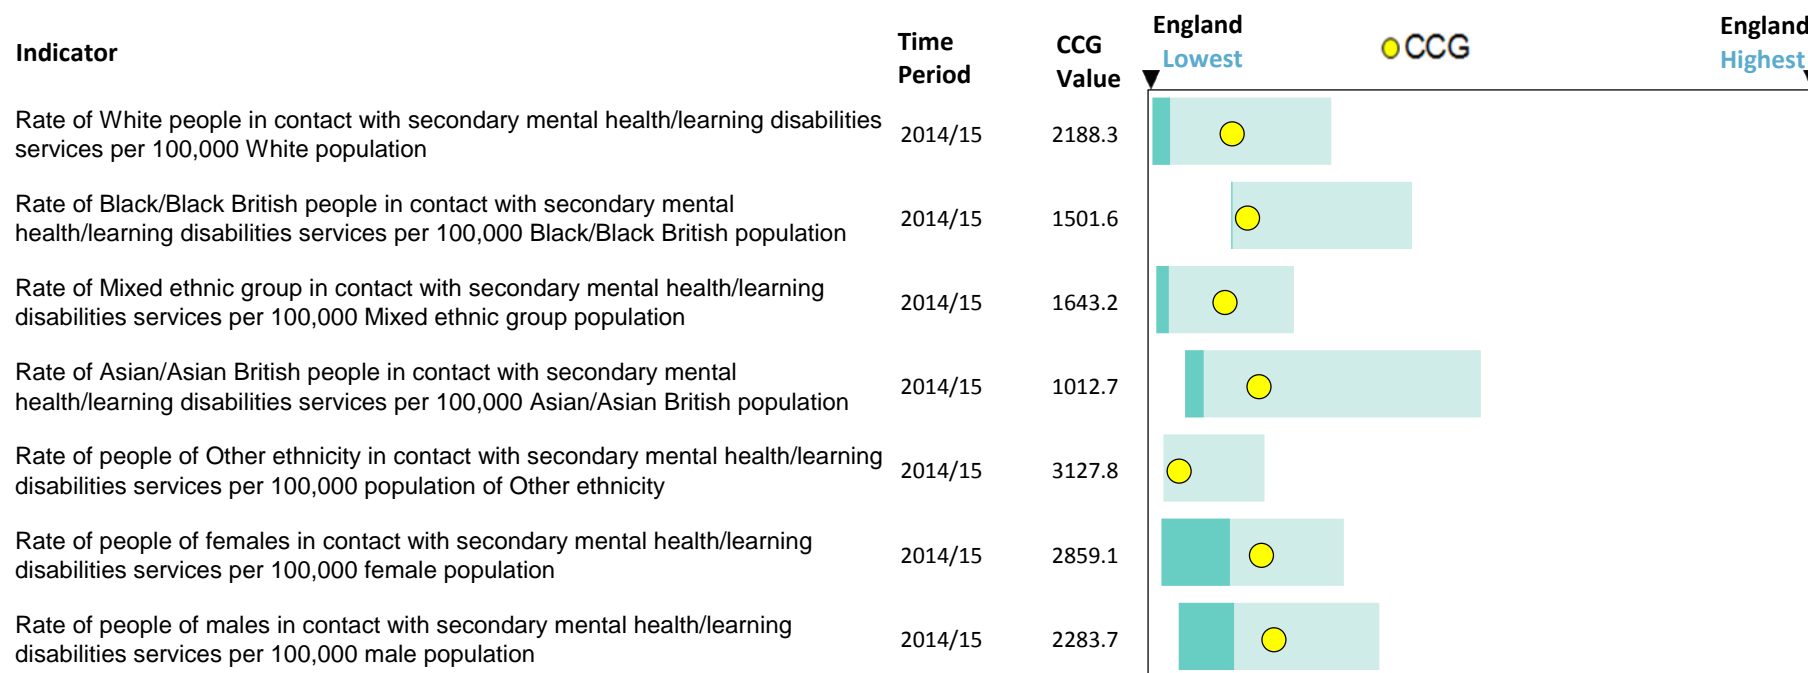 Indicator
Time
Period
CCG
Value
England
Lowest
CCG
England
Highest
Rate of White people in contact with secondary mental health/learning disabilities
services per 100,000 White population
2014/15
2188.3
Rate of Black/Black British people in contact with secondary mental
health/learning disabilities services per 100,000 Black/Black British population
2014/15
1501.6
Rate of Mixed ethnic group in contact with secondary mental health/learning
disabilities services per 100,000 Mixed ethnic group population
2014/15
1643.2
Rate of Asian/Asian British people in contact with secondary mental
health/learning disabilities services per 100,000 Asian/Asian British population
2014/15
1012.7
Rate of people of Other ethnicity in contact with secondary mental health/learning
disabilities services per 100,000 population of Other ethnicity
2014/15
3127.8
Rate of people of females in contact with secondary mental health/learning
disabilities services per 100,000 female population
2014/15
2859.1
Rate of people of males in contact with secondary mental health/learning
disabilities services per 100,000 male population
2014/15
2283.7